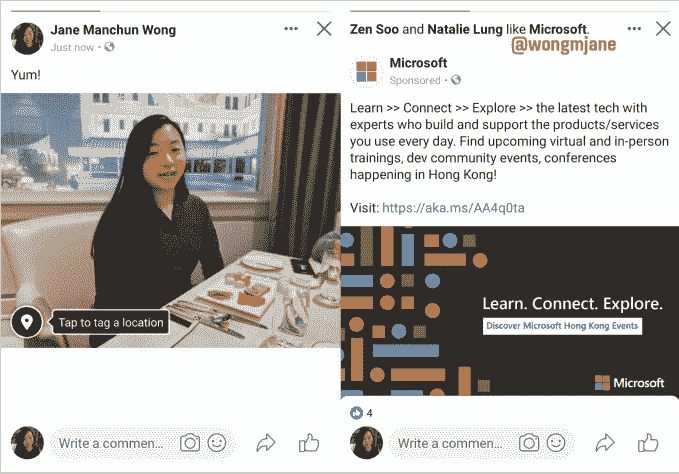 Jane Manchun Wong
Just now
Yum!
Tap to tag a location
Write a commen...
Zen Soo and Natalie Lung like Microsoft.
@wongmjane
Microsoft
Sponsored
Learn >> Connect >> Explore >> the latest tech with
experts who build and support the products/services
you use every day. Find upcoming virtual and in-person
trainings, dev community events, conferences
happening in Hong Kong!
Visit: https://aka.ms/AA4q0ta
Learn. Connect. Explore.
Discover Microsoft Hong Kong Events
Microsoft
4
Write a commen...